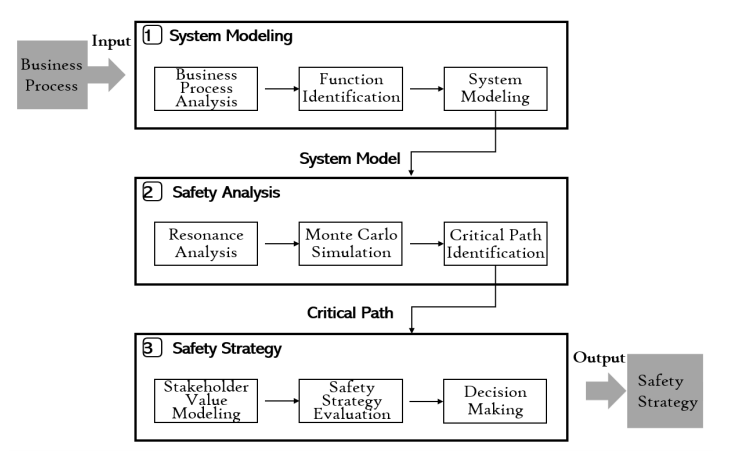 Input
Business
Process
1 System Modeling
Business
Process
Analysis
Function
Identification
System
Modeling
System Model
2 Safety Analysis
Resonance
Analysis
Monte Carlo
Simulation
Critical Path
Identification
Critical Path
3 Safety Strategy
Stakeholder
Value
Modeling
Safety
Strategy
Evaluation
Decision
Making
Output
Safety
Strategy